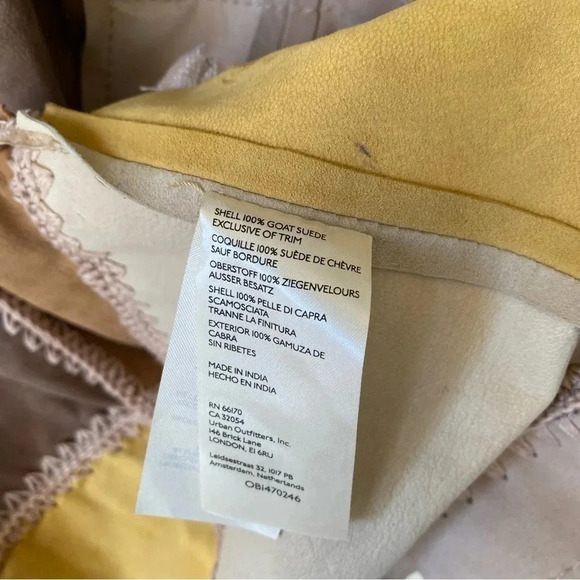 SHELL 100% GOAT SUEDE
EXCLUSIVE OF TRIM
COQUILLE 100% SUÈDE DE CHÈVRE
SAUF BORDURE
OBERSTOFF 100% ZIEGENVELOURS
AUSSER BESATZ
SHELL 100% PELLE DI CAPRA
SCAMOSCIATA
TRANNE LA FINITURA
EXTERIOR 100% GAMUZA DE
CABRA
SIN RIBETES
MADE IN INDIA
HECHO EN INDIA
RN 66170
CA 32054
Urban Outfitters, Inc.
146 Brick Lane
London, E1 6RU
Leidsestraat 32, 1017 PB
Amsterdam, Netherlands
OB1470246